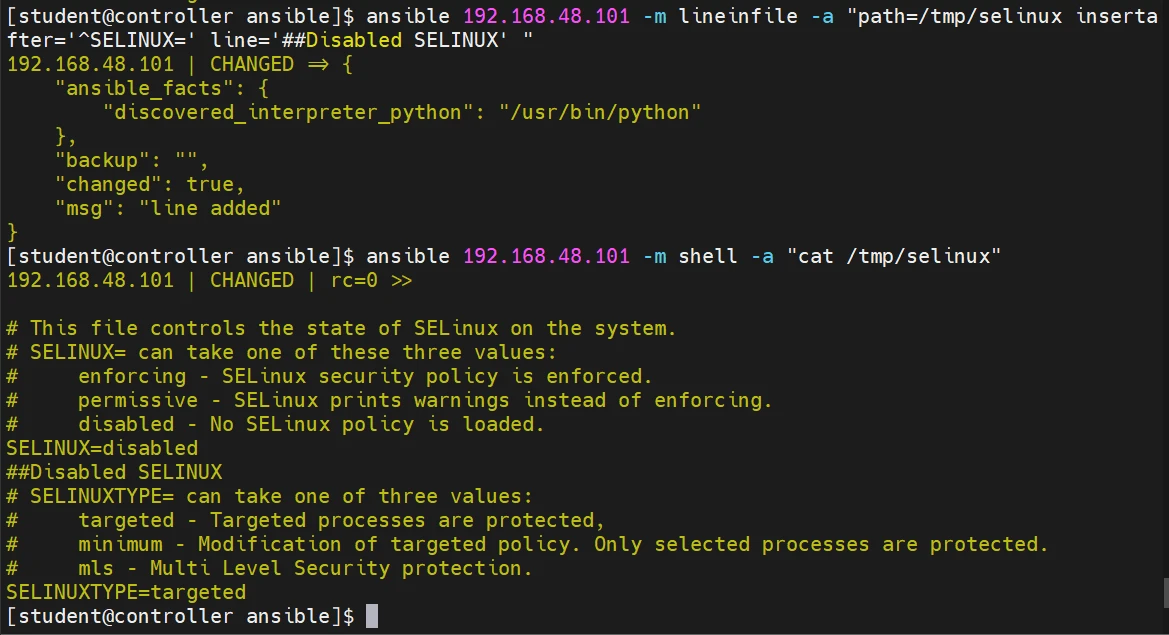 [student@controller ansible]$ ansible 192.168.48.101 -m lineinfile -a "path=/tmp/selinux inserta
fter='^SELINUX=' line='##Disabled SELINUX' "
192.168.48.101 | CHANGED => {
    "ansible_facts": {
        "discovered_interpreter_python": "/usr/bin/python"
    },
    "backup": "",
    "changed": true,
    "msg": "line added"
}
[student@controller ansible]$ ansible 192.168.48.101 -m shell -a "cat /tmp/selinux"
192.168.48.101 | CHANGED | rc=0 >>

# This file controls the state of SELinux on the system.
# SELINUX= can take one of these three values:
#     enforcing - SELinux security policy is enforced.
#     permissive - SELinux prints warnings instead of enforcing.
#     disabled - No SELinux policy is loaded.
SELINUX=disabled
##Disabled SELINUX
# SELINUXTYPE= can take one of three values:
#     targeted - Targeted processes are protected,
#     minimum - Modification of targeted policy. Only selected processes are protected.
#     mls - Multi Level Security protection.
SELINUXTYPE=targeted
[student@controller ansible]$